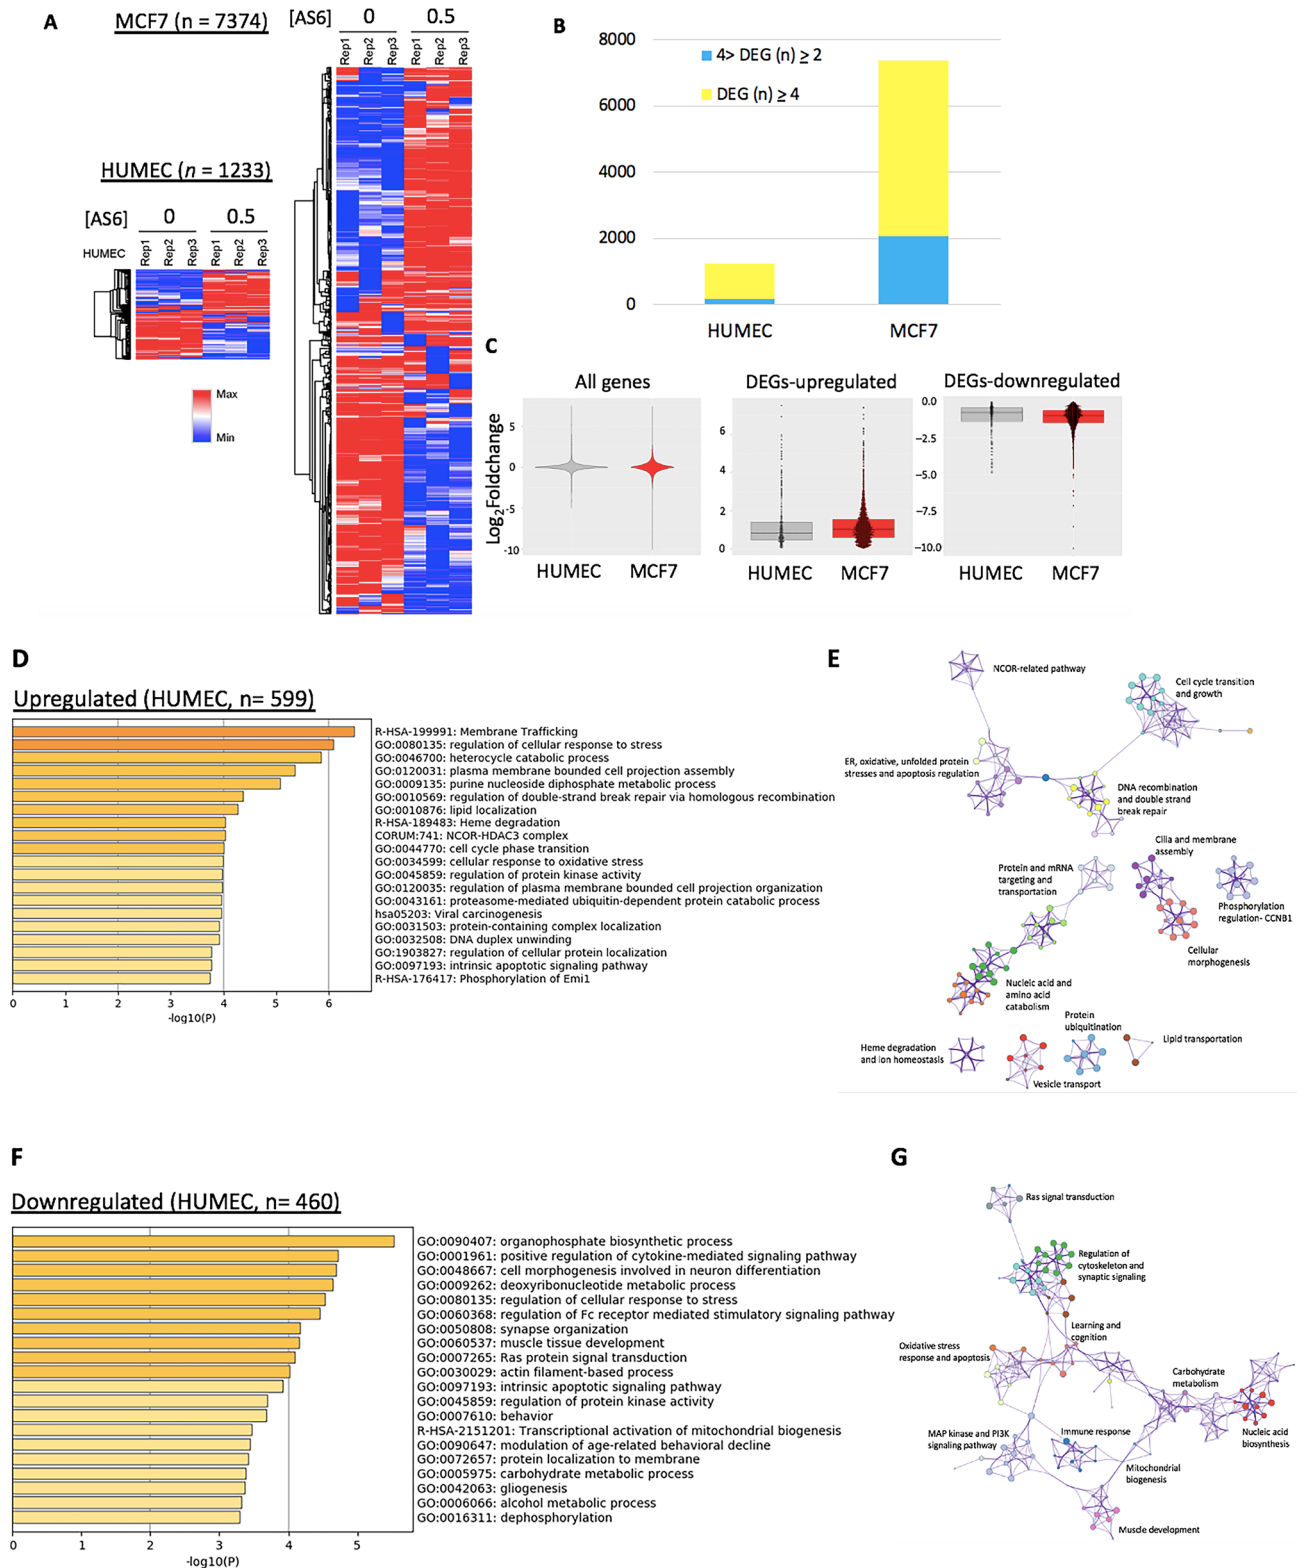 A
MCF7 (n = 7374)
[AS6] 0 0.5
Rep1 Rep2 Rep3 Rep1 Rep2 Rep3
HUMEC (n = 1233)
[AS6] 0 0.5
HUMEC Rep1 Rep2 Rep3 Rep1 Rep2 Rep3
Max
Min
B
8000
6000
4000
2000
0
4> DEG (n) ≥ 2
DEG (n) ≥ 4
HUMEC MCF7
C
Log2Foldchange
All genes
5
0
-5
-10
HUMEC MCF7
DEGs-upregulated
6
4
2
0
HUMEC MCF7
DEGs-downregulated
0.0
−2.5
−5.0
−7.5
−10.0
HUMEC MCF7
D
Upregulated (HUMEC, n= 599)
R-HSA-199991: Membrane Trafficking
GO:0080135: regulation of cellular response to stress
GO:0046700: heterocycle catabolic process
GO:0120031: plasma membrane bounded cell projection assembly
GO:0009135: purine nucleoside diphosphate metabolic process
GO:0010569: regulation of double-strand break repair via homologous recombination
GO:0010876: lipid localization
R-HSA-189483: Heme degradation
CORUM:741: NCOR-HDAC3 complex
GO:0044770: cell cycle phase transition
GO:0034599: cellular response to oxidative stress
GO:0045859: regulation of protein kinase activity
GO:0120035: regulation of plasma membrane bounded cell projection organization
GO:0043161: proteasome-mediated ubiquitin-dependent protein catabolic process
hsa05203: Viral carcinogenesis
GO:0031503: protein-containing complex localization
GO:0032508: DNA duplex unwinding
GO:1903827: regulation of cellular protein localization
GO:0097193: intrinsic apoptotic signaling pathway
R-HSA-176417: Phosphorylation of Emi1
0 1 2 3 4 5 6
-log10(P)
E
NCOR-related pathway
Cell cycle transition
and growth
ER, oxidative, unfolded protein
stresses and apoptosis regulation
DNA recombination
and double strand
break repair
Cilla and membrane
assembly
Protein and mRNA
targeting and
transportation
Phosphorylation
regulation- CCNB1
Cellular
morphogenesis
Nucleic acid and
amino acid
catabolism
Protein
ubiquitination
Lipid transportation
Heme degradation
and ion homeostasis
Vesicle transport
F
Downregulated (HUMEC, n= 460)
GO:0090407: organophosphate biosynthetic process
GO:0001961: positive regulation of cytokine-mediated signaling pathway
GO:0048667: cell morphogenesis involved in neuron differentiation
GO:0009262: deoxyribonucleotide metabolic process
GO:0080135: regulation of cellular response to stress
GO:0060368: regulation of Fc receptor mediated stimulatory signaling pathway
GO:0050808: synapse organization
GO:0060537: muscle tissue development
GO:0007265: Ras protein signal transduction
GO:0030029: actin filament-based process
GO:0097193: intrinsic apoptotic signaling pathway
GO:0045859: regulation of protein kinase activity
GO:0007610: behavior
R-HSA-2151201: Transcriptional activation of mitochondrial biogenesis
GO:0090647: modulation of age-related behavioral decline
GO:0072657: protein localization to membrane
GO:0005975: carbohydrate metabolic process
GO:0042063: gliogenesis
GO:0006066: alcohol metabolic process
GO:0016311: dephosphorylation
0 1 2 3 4 5
-log10(P)
G
Ras signal transduction
Regulation of
cytoskeleton and
synaptic signaling
Learning and
cognition
Oxidative stress
response and apoptosis
Carbohydrate
metabolism
MAP kinase and PI3K
signaling pathway
Immune response
Nucleic acid
biosynthesis
Mitochondrial
biogenesis
Muscle development